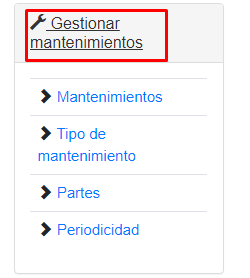 Gestionar
mantenimientos
Mantenimientos
Tipo de
mantenimiento
Partes
Periodicidad